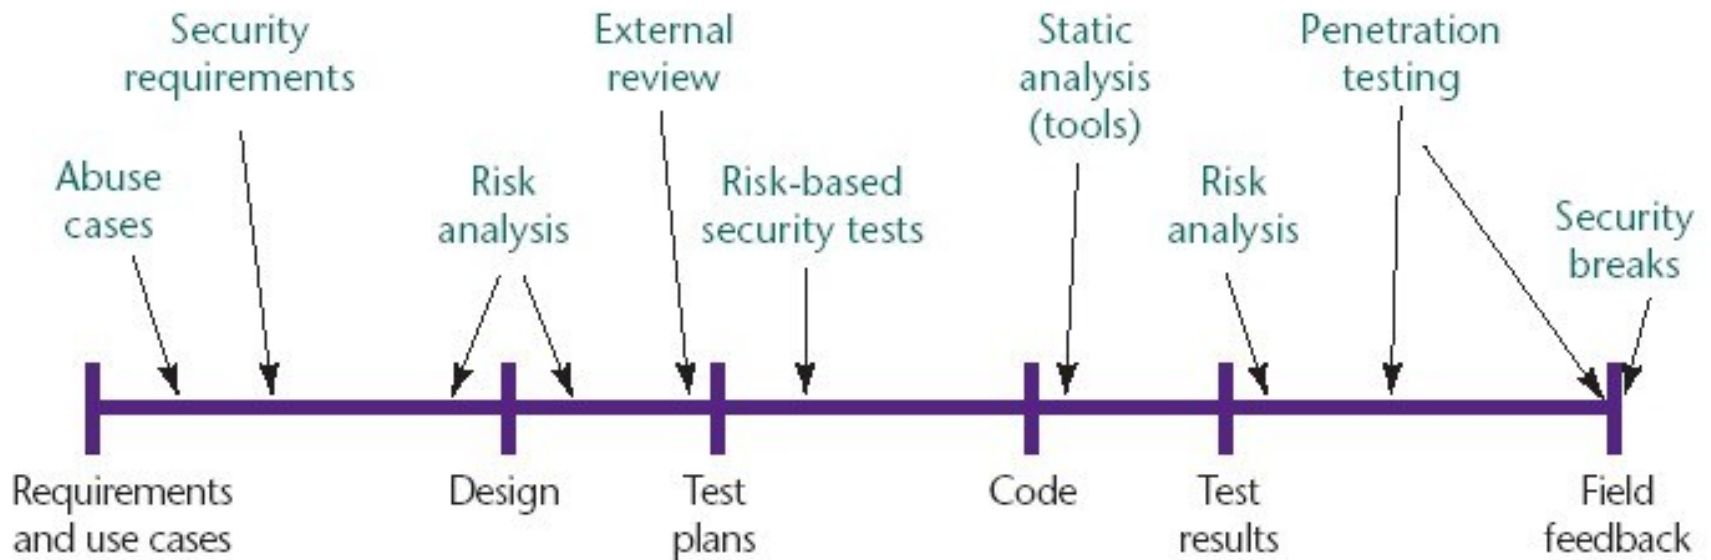 Security
requirements
External
review
Static
analysis
(tools)
Penetration
testing
Abuse
cases
Risk
analysis
Risk-based
security tests
Risk
analysis
Security
breaks
Requirements
and use cases
Design
Test
plans
Code
Test
results
Field
feedback